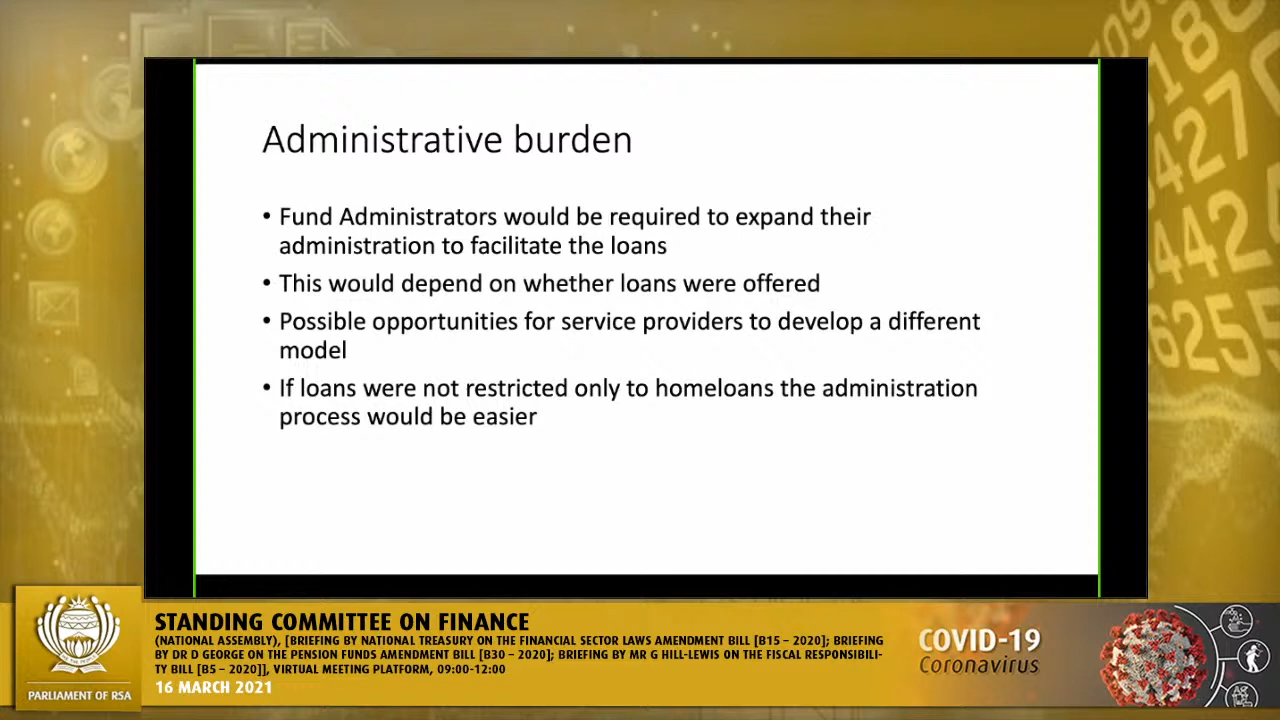 Administrative burden
• Fund Administrators would be required to expand their
administration to facilitate the loans
• This would depend on whether loans were offered
• Possible opportunities for service providers to develop a different
model
• If loans were not restricted only to homeloans the administration
process would be easier
STANDING COMMITTEE ON FINANCE
(NATIONAL ASSEMBLY), [BRIEFING BY NATIONAL TREASURY ON THE FINANCIAL SECTOR LAWS AMENDMENT BILL [B15 – 2020]; BRIEFING
BY DR D GEORGE ON THE PENSION FUNDS AMENDMENT BILL [B30 – 2020]; BRIEFING BY MR G HILL-LEWIS ON THE FISCAL RESPONSIBILI-
TY BILL [B5 – 2020]], VIRTUAL MEETING PLATFORM, 09:00-12:00
16 MARCH 2021
PARLIAMENT OF RSA
COVID-19
Coronavirus